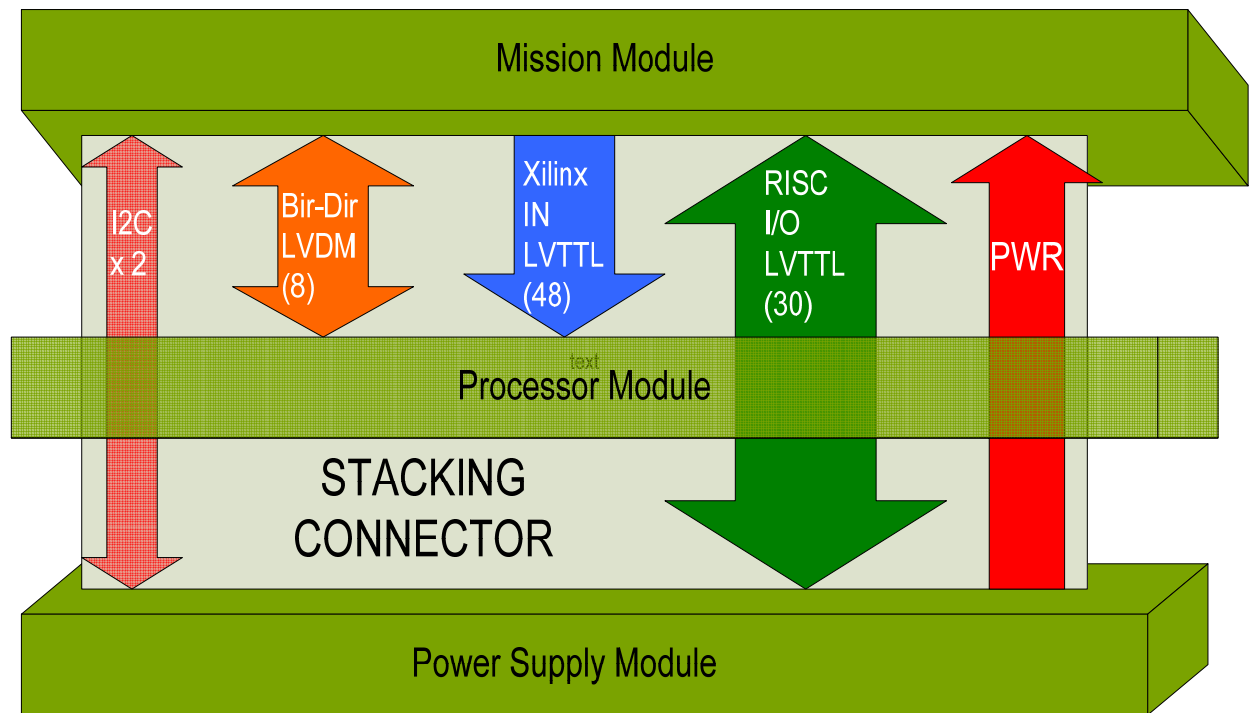 Mission Module
I2C
x 2
Bir-Dir
LVDM
(8)
Xilinx
IN
LVTTL
(48)
RISC
I/O
LVTTL
(30)
PWR
text
Processor Module
STACKING
CONNECTOR
Power Supply Module